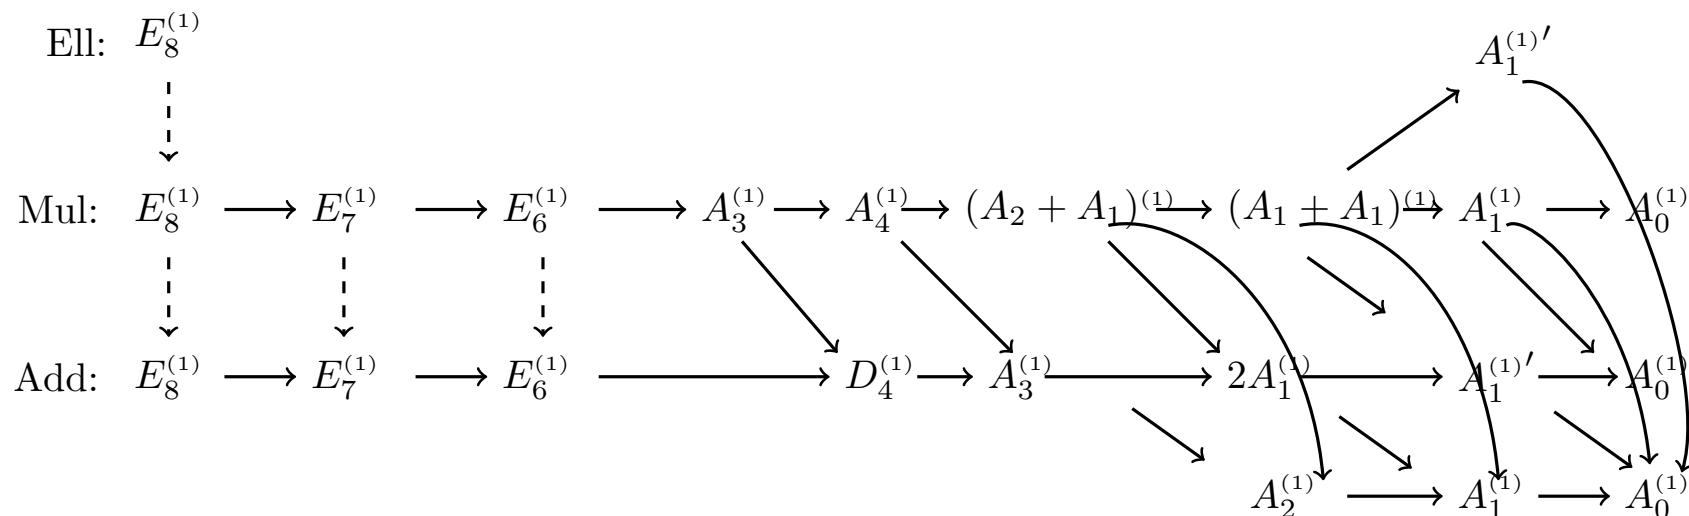 Ell: $E_8^{(1)}$ $A_1^{(1)\prime}$
Mul: $E_8^{(1)}$ → $E_7^{(1)}$ → $E_6^{(1)}$ → $A_3^{(1)}$ → $A_4^{(1)}$ → $(A_2 + A_1)^{(1)}$ → $(A_1 + A_1)^{(1)}$ → $A_1^{(1)}$ → $A_0^{(1)}$
Add: $E_8^{(1)}$ → $E_7^{(1)}$ → $E_6^{(1)}$ → $D_4^{(1)}$ → $A_3^{(1)}$ → $2A_1^{(1)}$ → $A_1^{(1)\prime}$ → $A_0^{(1)}$
$A_2^{(1)}$ → $A_1^{(1)}$ → $A_0^{(1)}$